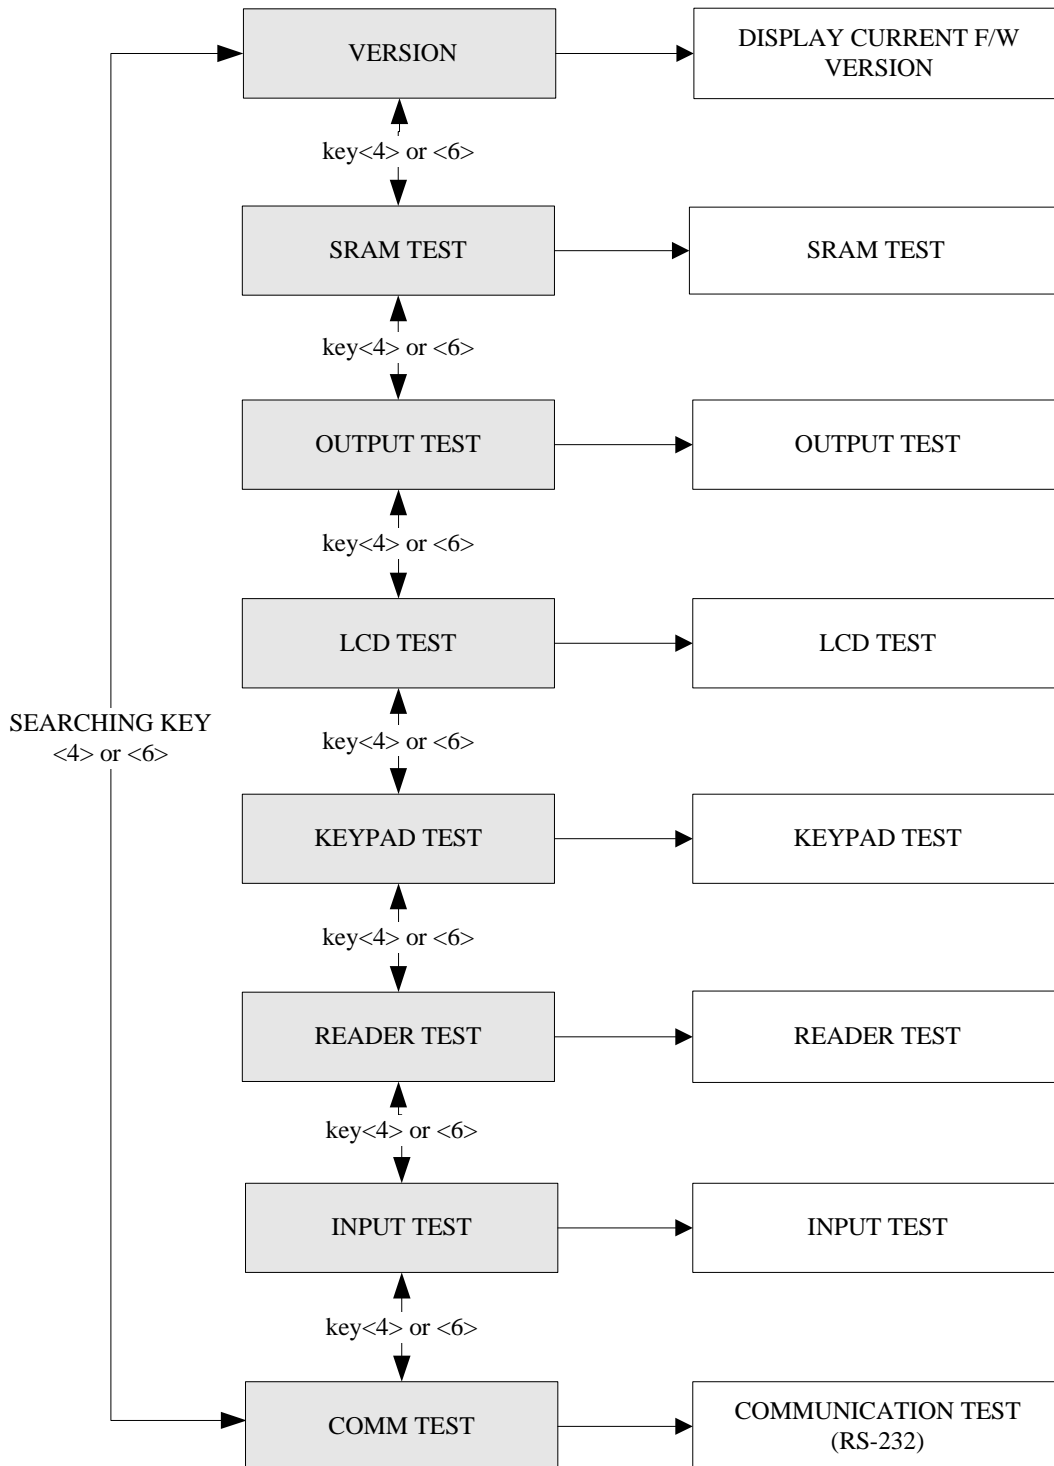 VERSION
DISPLAY CURRENT F/W
VERSION
key<4> or <6>
SRAM TEST
SRAM TEST
key<4> or <6>
OUTPUT TEST
OUTPUT TEST
key<4> or <6>
LCD TEST
LCD TEST
SEARCHING KEY
<4> or <6>
key<4> or <6>
KEYPAD TEST
KEYPAD TEST
key<4> or <6>
READER TEST
READER TEST
key<4> or <6>
INPUT TEST
INPUT TEST
key<4> or <6>
COMM TEST
COMMUNICATION TEST
(RS-232)